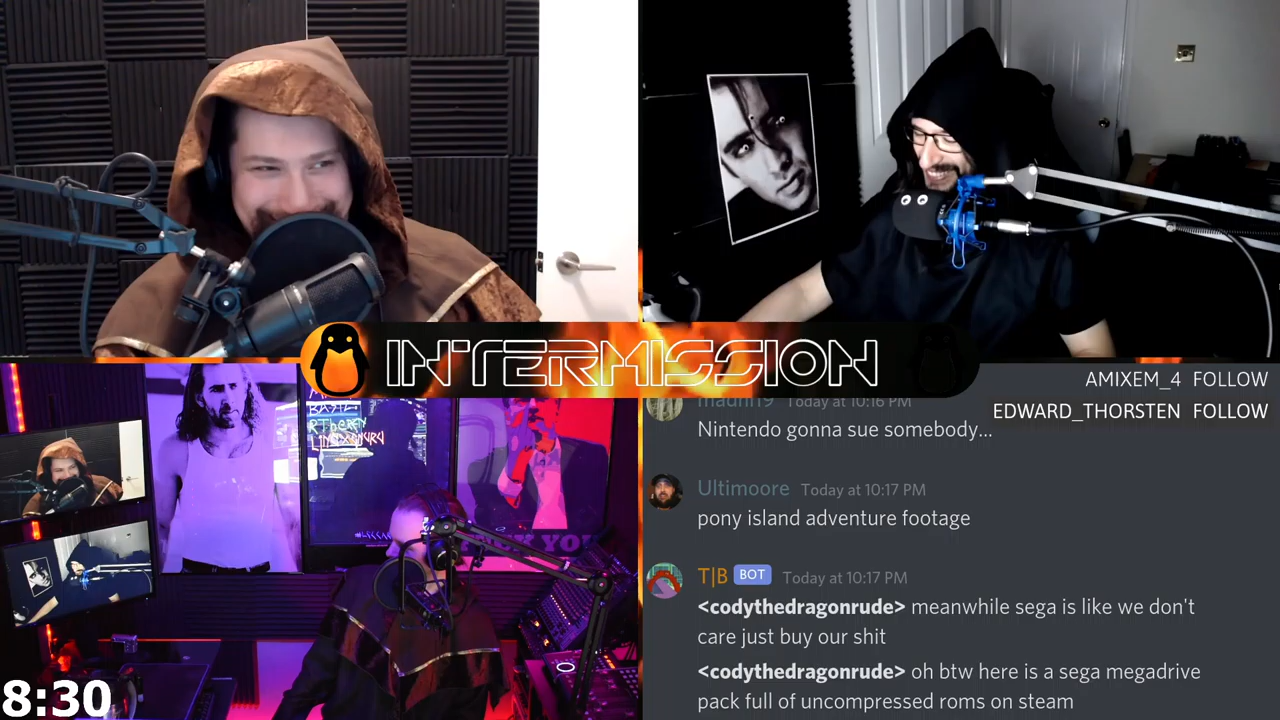 INTERMISSION
AMIXEM_4 FOLLOW
EDWARD_THORSTEN FOLLOW
Today at 10:16 PM
Nintendo gonna sue somebody...
Ultimoore Today at 10:17 PM
pony island adventure footage
T|B BOT Today at 10:17 PM
<codythedragonrude> meanwhile sega is like we don't
care just buy our shit
<codythedragonrude> oh btw here is a sega megadrive
pack full of uncompressed roms on steam
8:30